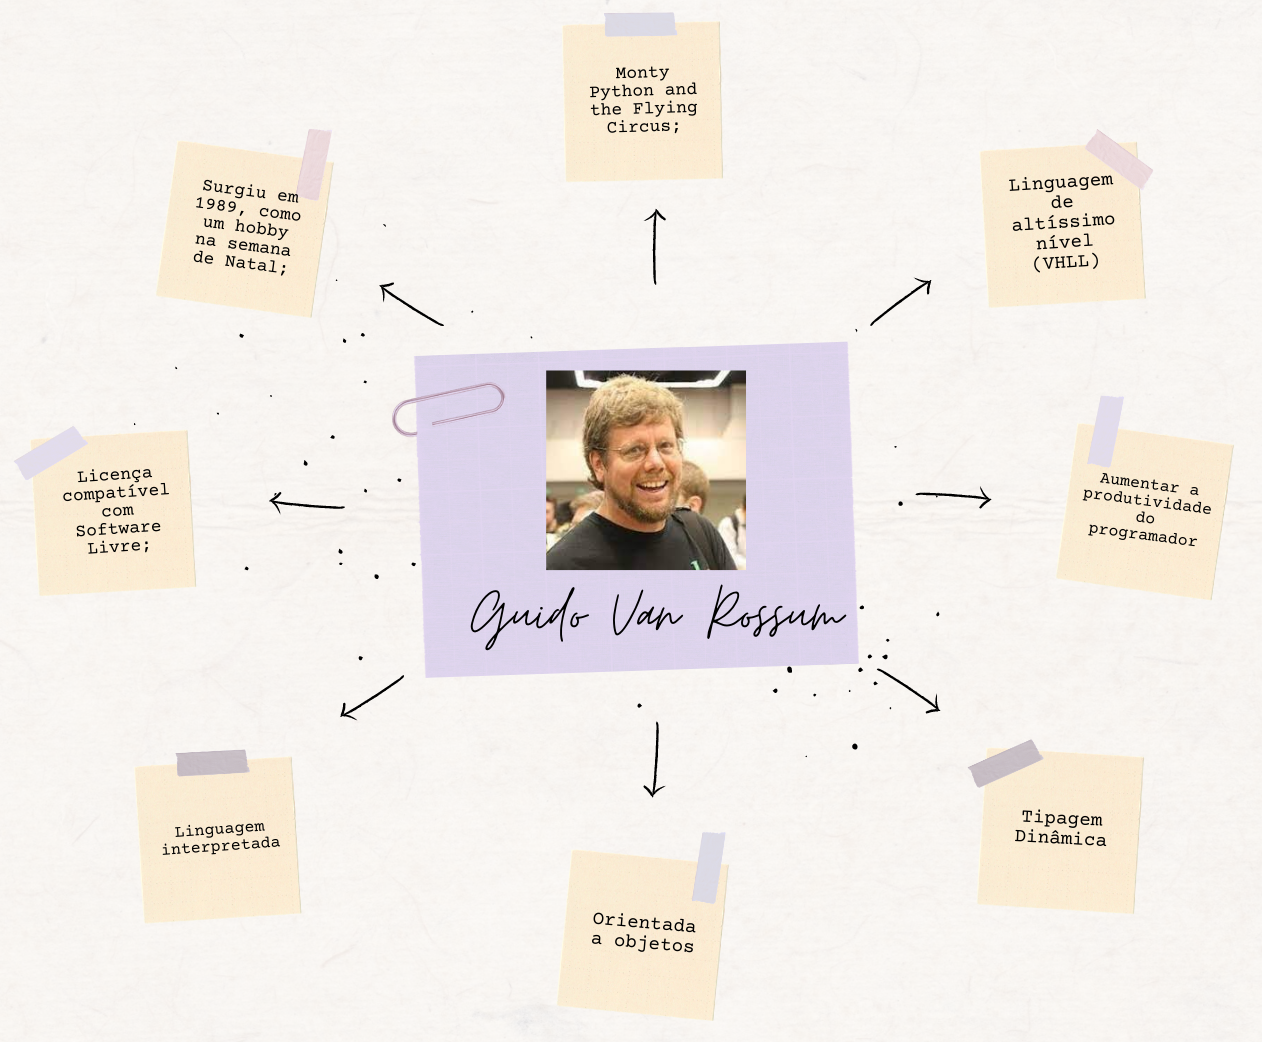 Monty
Python and
the Flying
Circus;
Surgiu em
1989, como
um hobby
na semana
de Natal;
Linguagem
de
altíssimo
nível
(VHLL)
Licença
compatível
com
Software
Livre;
Guido Van Rossum
Aumentar a
produtividade
do
programador
Linguagem
interpretada
Orientada
a objetos
Tipagem
Dinâmica